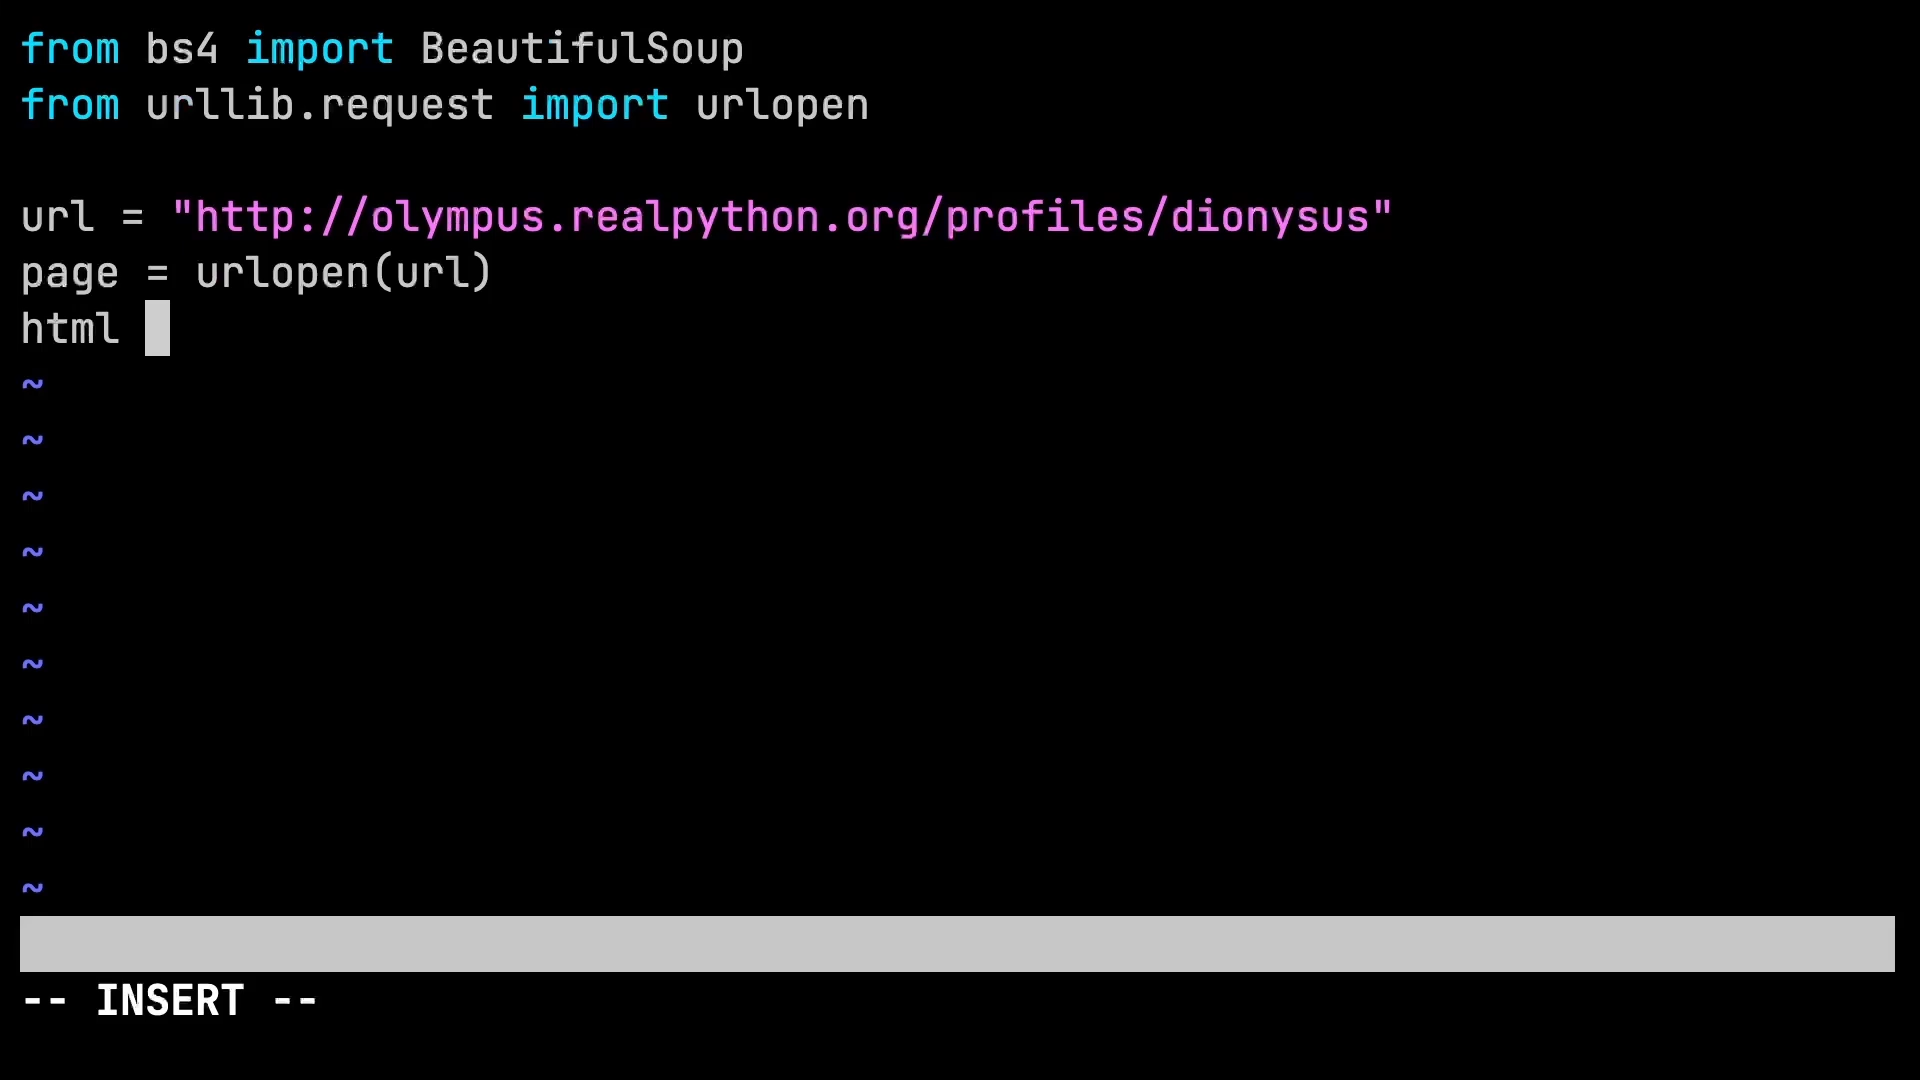 from bs4 import BeautifulSoup
from urllib.request import urlopen
url = "http://olympus.realpython.org/profiles/dionysus"
page = urlopen(url)
html
~
~
~
~
~
~
~
~
~
~
-- INSERT --